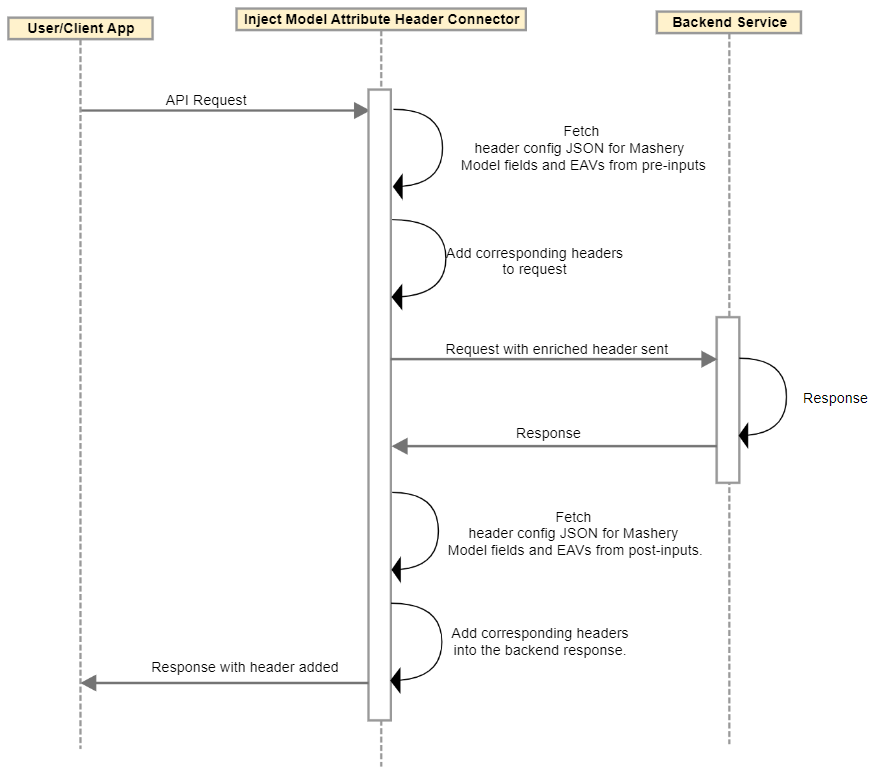 User/Client App
Inject Model Attribute Header Connector
Backend Service
API Request
Fetch
header config JSON for Mashery
Model fields and EAVs from pre-inputs
Add corresponding headers
to request
Request with enriched header sent
Response
Response
Fetch
header config JSON for Mashery
Model fields and EAVs from post-inputs.
Add corresponding headers
into the backend response.
Response with header added